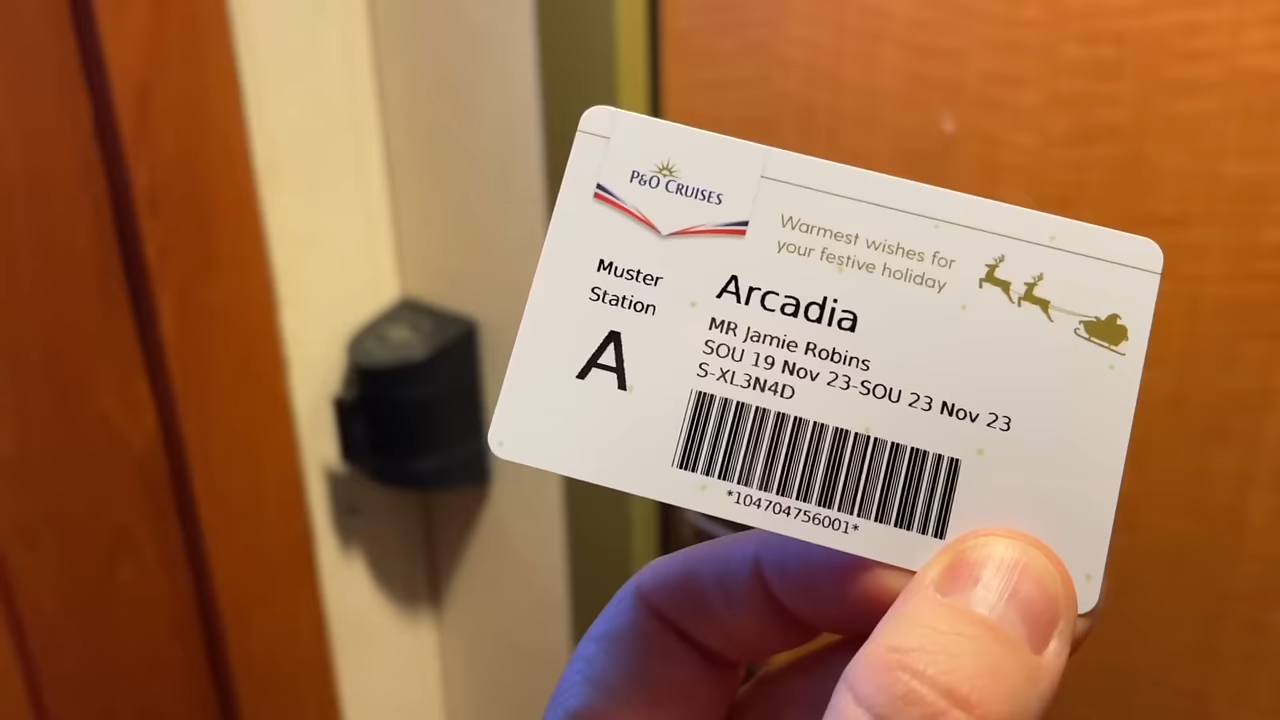 P&O CRUISES
Warmest wishes for
your festive holiday
Muster
Station
A
Arcadia
MR Jamie Robins
SOU 19 Nov 23-SOU 23 Nov 23
S-XL3N4D
*104704756001*